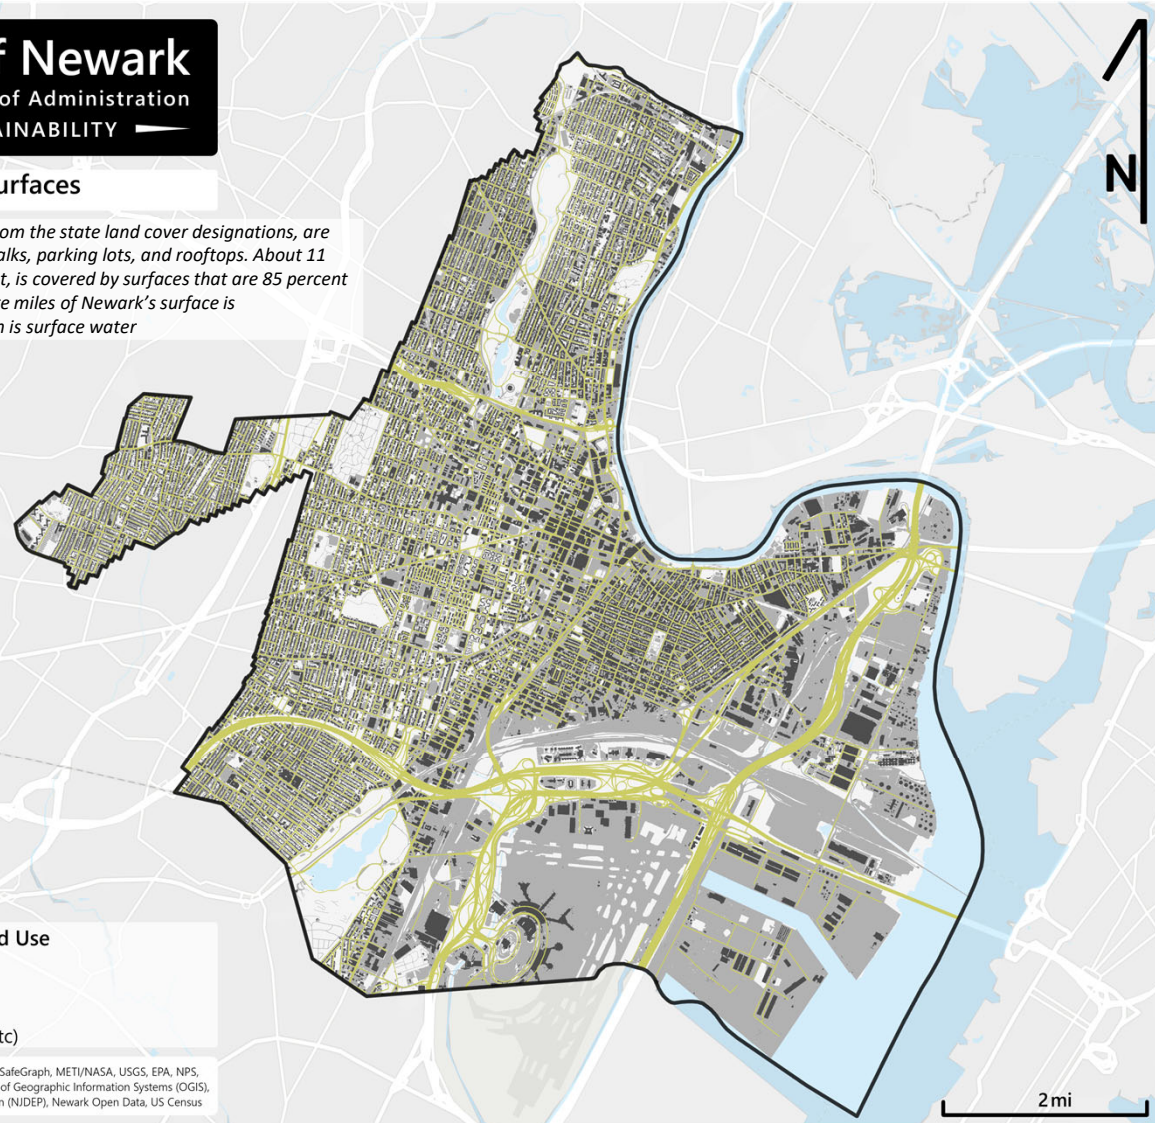 f Newark
of Administration
AINABILITY
urfaces
om the state land cover designations, are
alks, parking lots, and rooftops. About 11
t, is covered by surfaces that are 85 percent
re miles of Newark's surface is
n is surface water
N
d Use
tc)
SafeGraph, METI/NASA, USGS, EPA, NPS,
of Geographic Information Systems (OGIS),
n (NJDEP), Newark Open Data, US Census
2 mi